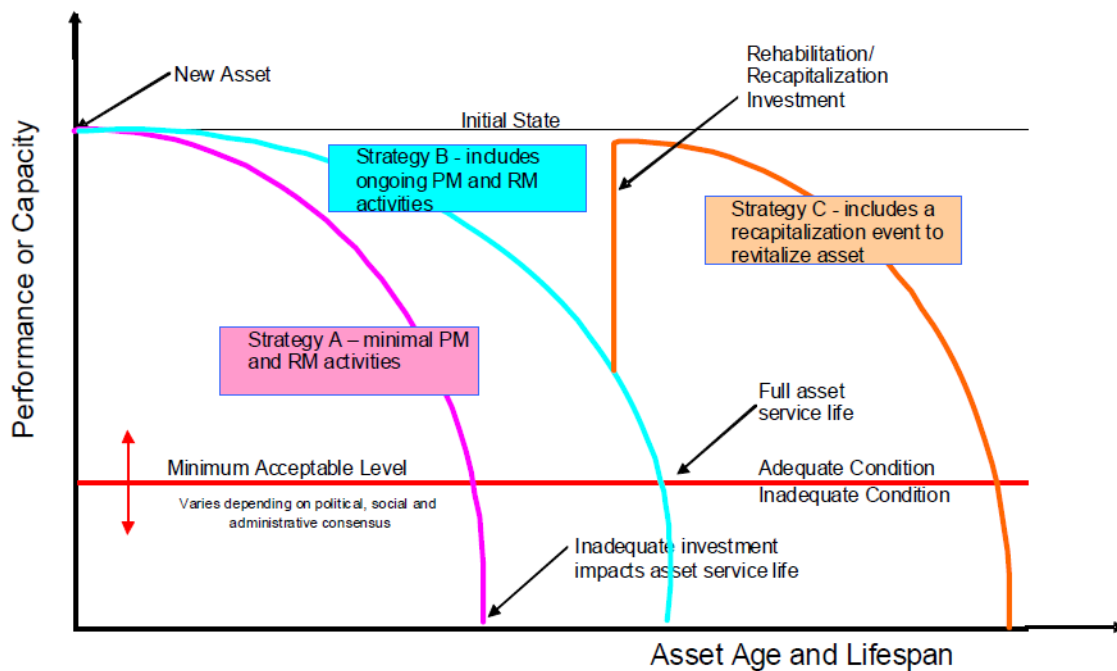 New Asset
Rehabilitation/
Recapitalization
Investment
Initial State
Strategy B - includes
ongoing PM and RM
activities
Strategy C - includes a
recapitalization event to
revitalize asset
Strategy A – minimal PM
and RM activities
Full asset
service life
Minimum Acceptable Level
Adequate Condition
Varies depending on political, social and
administrative consensus
Inadequate Condition
Inadequate investment
impacts asset service life
Performance or Capacity
Asset Age and Lifespan